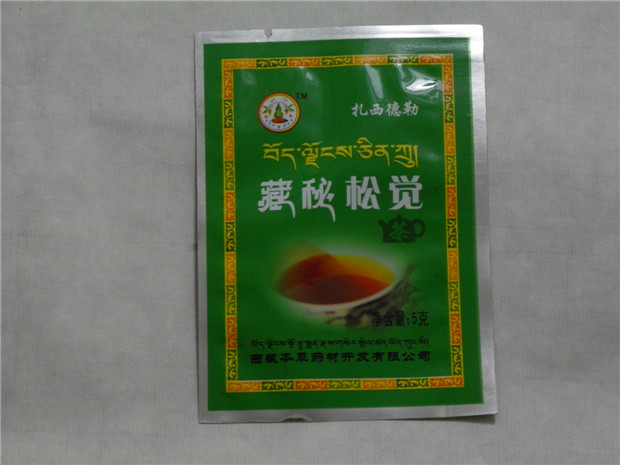 TM
扎西德勒
བོད་ལྗོངས་ཅིན་ཀྲུ།
藏秘松觉
茶
净含量:5克
西藏本草药材开发有限公司